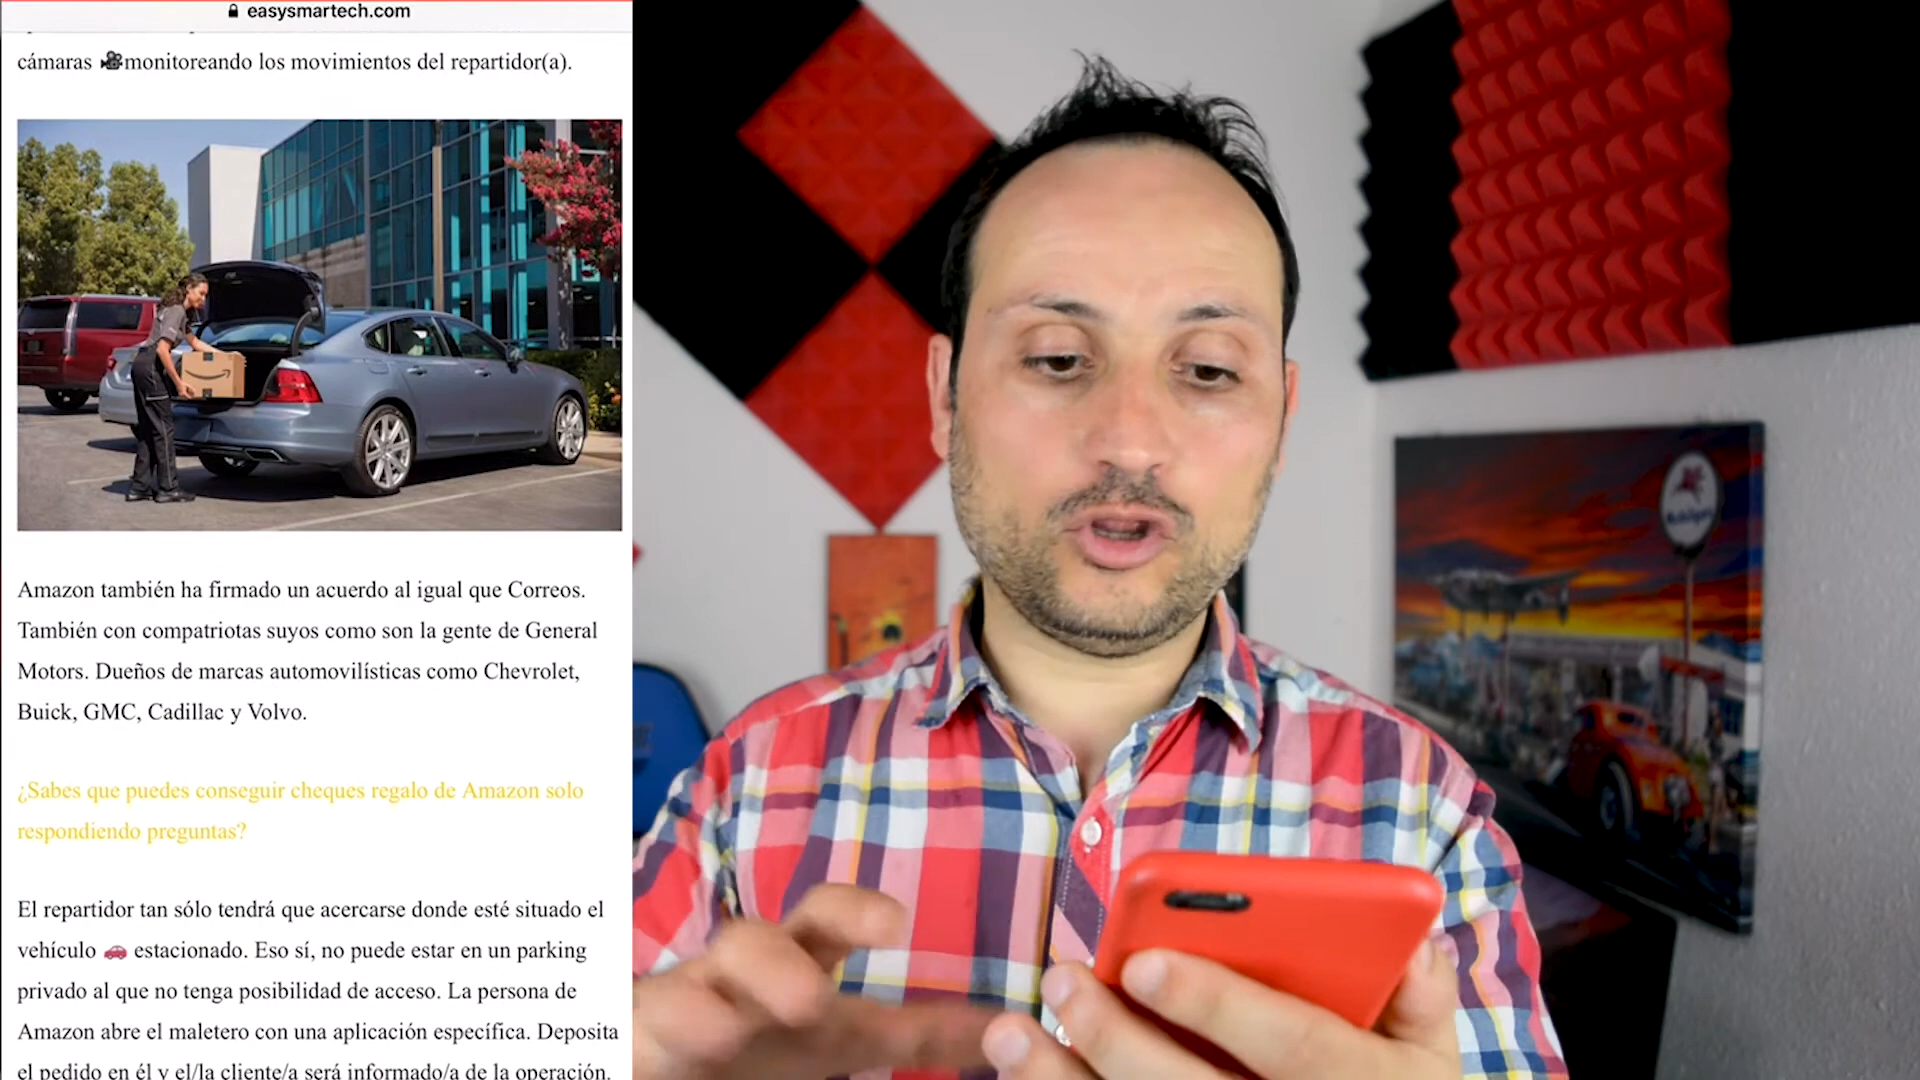 easysmartech.com
cámaras 🎥monitoreando los movimientos del repartidor(a).
Amazon también ha firmado un acuerdo al igual que Correos.
También con compatriotas suyos como son la gente de General
Motors. Dueños de marcas automovilísticas como Chevrolet,
Buick, GMC, Cadillac y Volvo.
¿Sabes que puedes conseguir cheques regalo de Amazon solo
respondiendo preguntas?
El repartidor tan sólo tendrá que acercarse donde esté situado el
vehículo 🚗 estacionado. Eso sí, no puede estar en un parking
privado al que no tenga posibilidad de acceso. La persona de
Amazon abre el maletero con una aplicación específica. Deposita
el pedido en él y el/la cliente/a será informado/a de la operación.